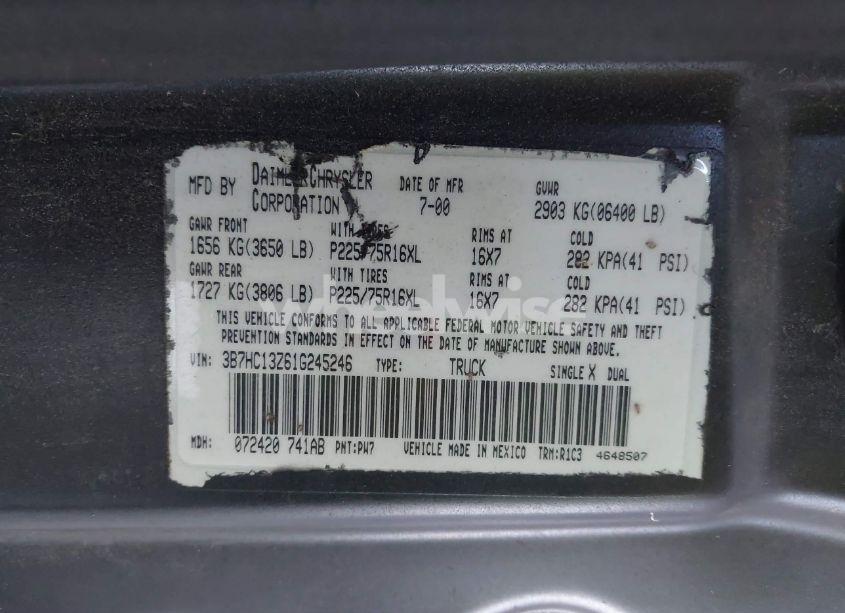 MFD BY DAIMLERCHRYSLER CORPORATION DATE OF MFR 7-00 GVWR 2903 KG(06400 LB)
GAWR FRONT WITH TIRES RIMS AT COLD
1656 KG(3650 LB) P225/75R16XL 16X7 282 KPA(41 PSI)
GAWR REAR WITH TIRES RIMS AT COLD
1727 KG(3806 LB) P225/75R16XL 16X7 282 KPA(41 PSI)
THIS VEHICLE CONFORMS TO ALL APPLICABLE FEDERAL MOTOR VEHICLE SAFETY AND THEFT
PREVENTION STANDARDS IN EFFECT ON THE DATE OF MANUFACTURE SHOWN ABOVE.
VIN: 3B7HC13Z61G245246 TYPE: TRUCK SINGLE X DUAL
MDH: 072420 741AB PNT:PW7 VEHICLE MADE IN MEXICO TRM:R1C3 4648507
wheelwise